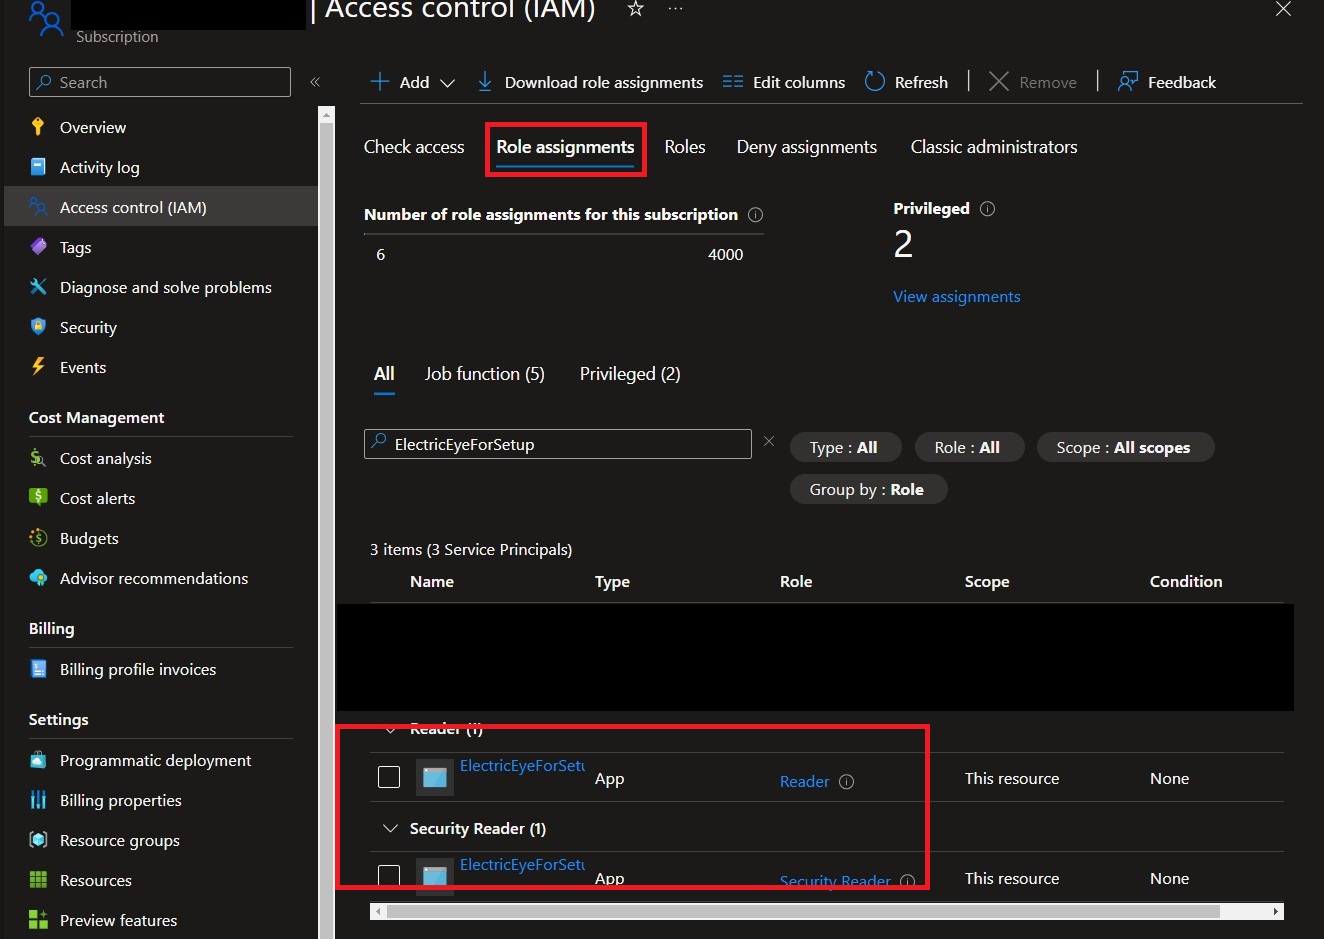 | Access control (IAM)
Subscription
Search
Add
Download role assignments
Edit columns
Refresh
Remove
Feedback
Overview
Activity log
Access control (IAM)
Tags
Diagnose and solve problems
Security
Events
Cost Management
Cost analysis
Cost alerts
Budgets
Advisor recommendations
Billing
Billing profile invoices
Settings
Programmatic deployment
Billing properties
Resource groups
Resources
Preview features
Check access
Role assignments
Roles
Deny assignments
Classic administrators
Number of role assignments for this subscription
6
4000
Privileged
2
View assignments
All
Job function (5)
Privileged (2)
ElectricEyeForSetup
Type : All
Role : All
Scope : All scopes
Group by : Role
3 items (3 Service Principals)
Name Type Role Scope Condition
Reader (1)
ElectricEyeForSetu App Reader This resource None
Security Reader (1)
ElectricEyeForSetu App Security Reader This resource None